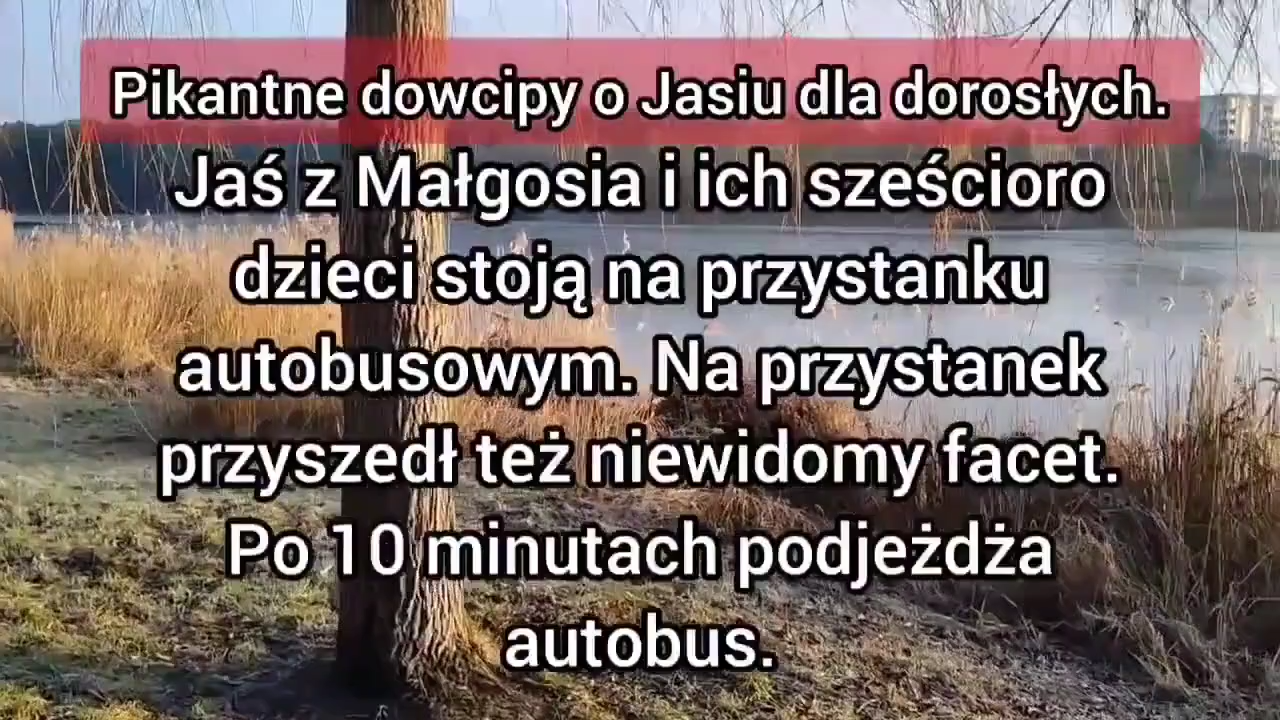 Pikantne dowcipy o Jasiu dla dorosłych.
Jaś z Małgosia i ich sześcioro
dzieci stoją na przystanku
autobusowym. Na przystanek
przyszedł też niewidomy facet.
Po 10 minutach podjeżdża
autobus.